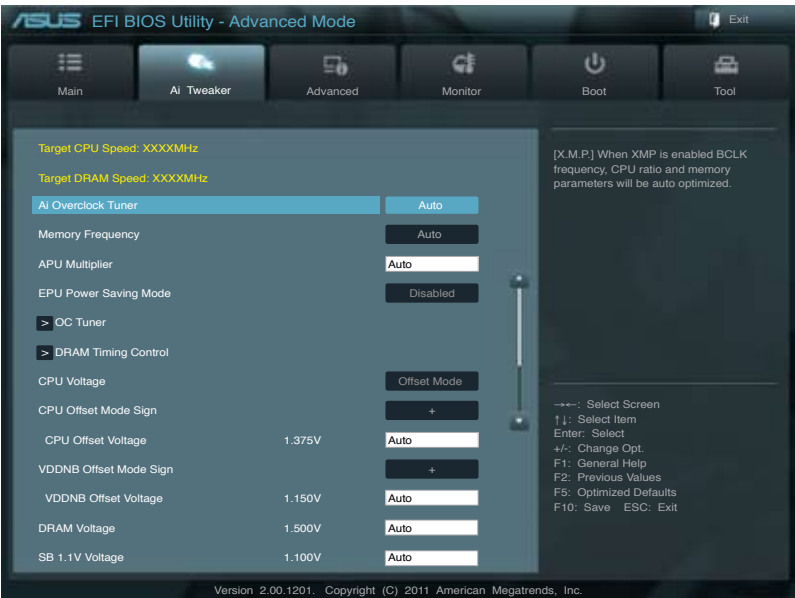 ASUS EFI BIOS Utility - Advanced Mode
Exit
Main
Ai Tweaker
Advanced
Monitor
Boot
Tool
Target CPU Speed: XXXXMHz
Target DRAM Speed: XXXXMHz
Ai Overclock Tuner Auto
Memory Frequency Auto
APU Multiplier Auto
EPU Power Saving Mode Disabled
> OC Tuner
> DRAM Timing Control
CPU Voltage Offset Mode
CPU Offset Mode Sign +
CPU Offset Voltage 1.375V Auto
VDDNB Offset Mode Sign +
VDDNB Offset Voltage 1.150V Auto
DRAM Voltage 1.500V Auto
SB 1.1V Voltage 1.100V Auto
[X.M.P.] When XMP is enabled BCLK
frequency, CPU ratio and memory
parameters will be auto optimized.
→←: Select Screen
↑↓: Select Item
Enter: Select
+/-: Change Opt.
F1: General Help
F2: Previous Values
F5: Optimized Defaults
F10: Save ESC: Exit
Version 2.00.1201. Copyright (C) 2011 American Megatrends, Inc.